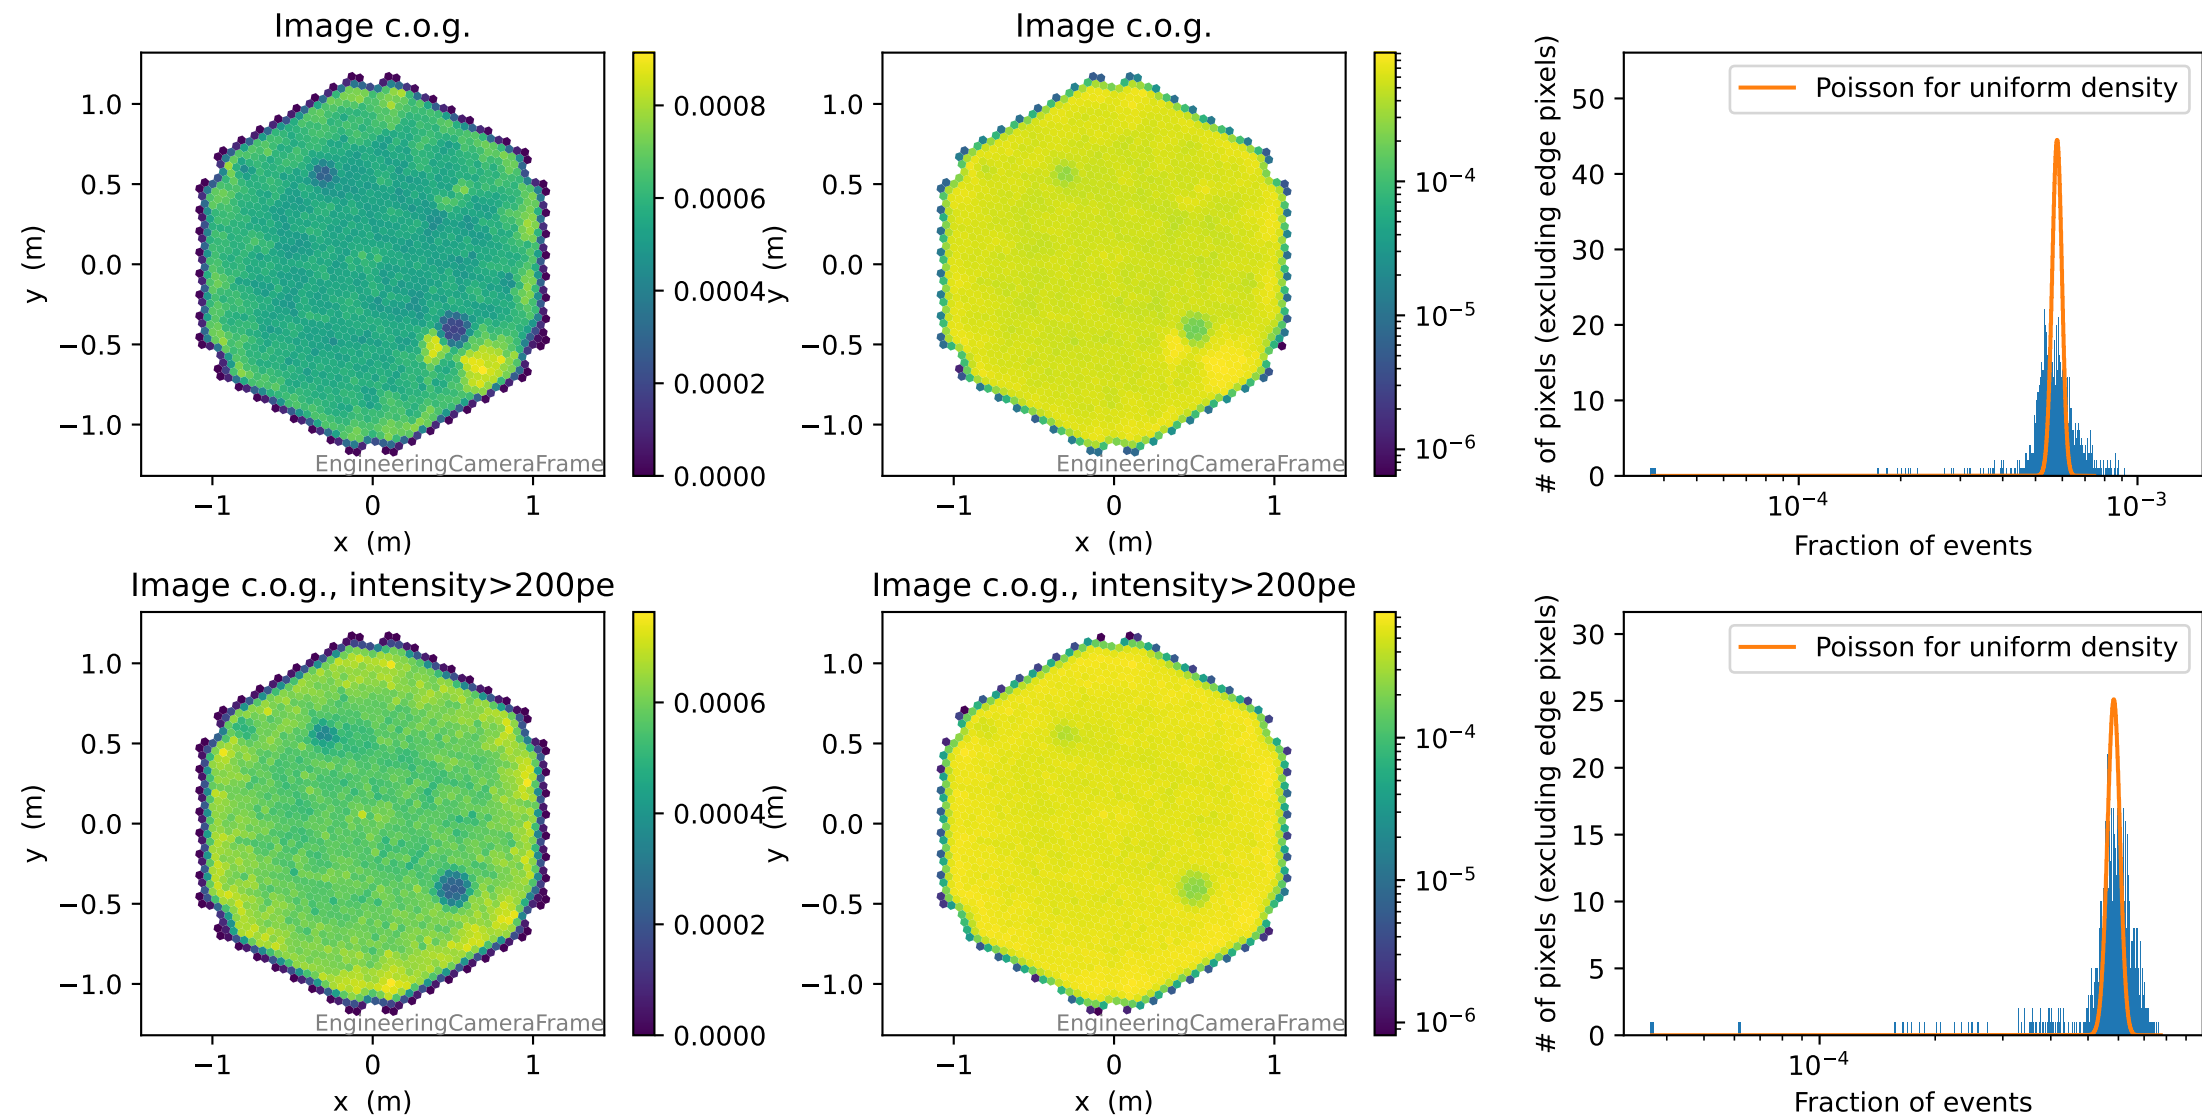 Image c.o.g.
1.0
0.5
0.0
−0.5
−1.0
y (m)
−1
0
1
x (m)
EngineeringCameraFrame
0.0008
0.0006
0.0004
0.0002
0.0000
Image c.o.g.
1.0
0.5
0.0
−0.5
−1.0
y (m)
−1
0
1
x (m)
EngineeringCameraFrame
10⁻⁴
10⁻⁵
10⁻⁶
# of pixels (excluding edge pixels)
50
40
30
20
10
0
Poisson for uniform density
10⁻⁴
10⁻³
Fraction of events
Image c.o.g., intensity>200pe
1.0
0.5
0.0
−0.5
−1.0
y (m)
−1
0
1
x (m)
EngineeringCameraFrame
0.0006
0.0004
0.0002
0.0000
Image c.o.g., intensity>200pe
1.0
0.5
0.0
−0.5
−1.0
y (m)
−1
0
1
x (m)
EngineeringCameraFrame
10⁻⁴
10⁻⁵
10⁻⁶
# of pixels (excluding edge pixels)
30
25
20
15
10
5
0
Poisson for uniform density
10⁻⁴
Fraction of events